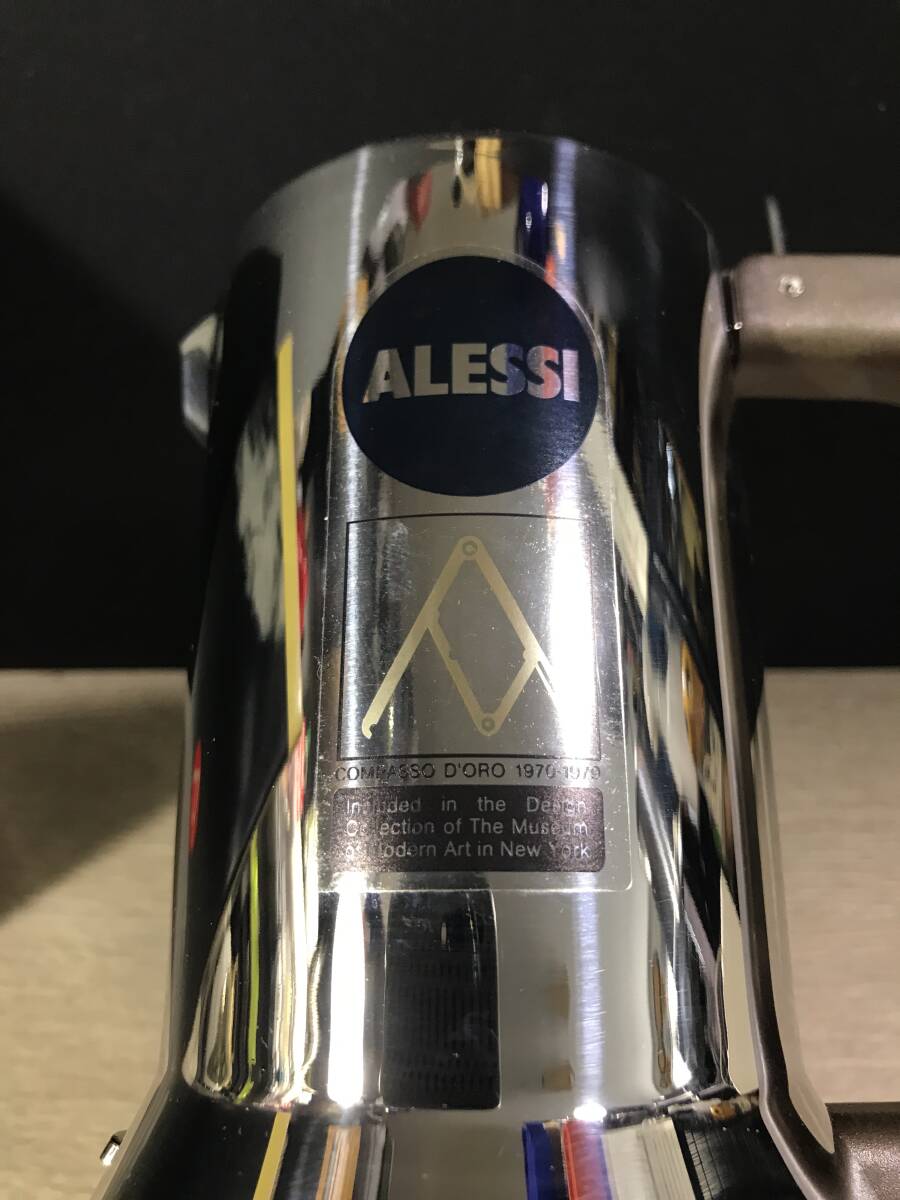 ALESSI
COMPASSO D'ORO 1970-1979
Included in the Design
Collection of The Museum
of Modern Art in New York